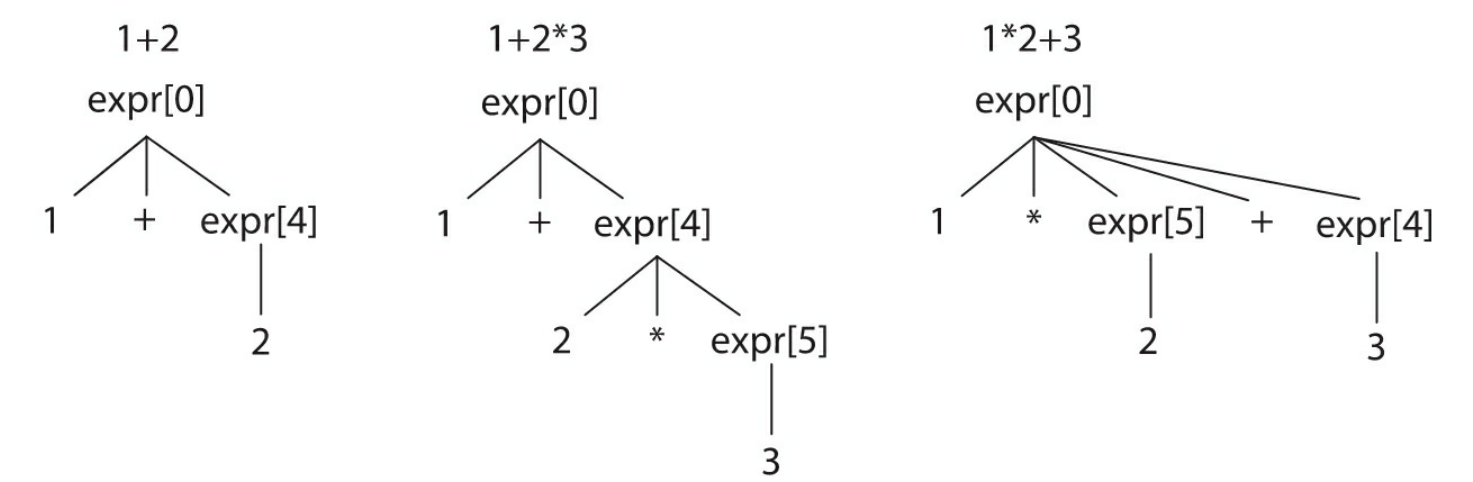 1+2
expr[0]
1 + expr[4]
2
1+2*3
expr[0]
1 + expr[4]
2 * expr[5]
3
1*2+3
expr[0]
1 * expr[5] + expr[4]
2 3